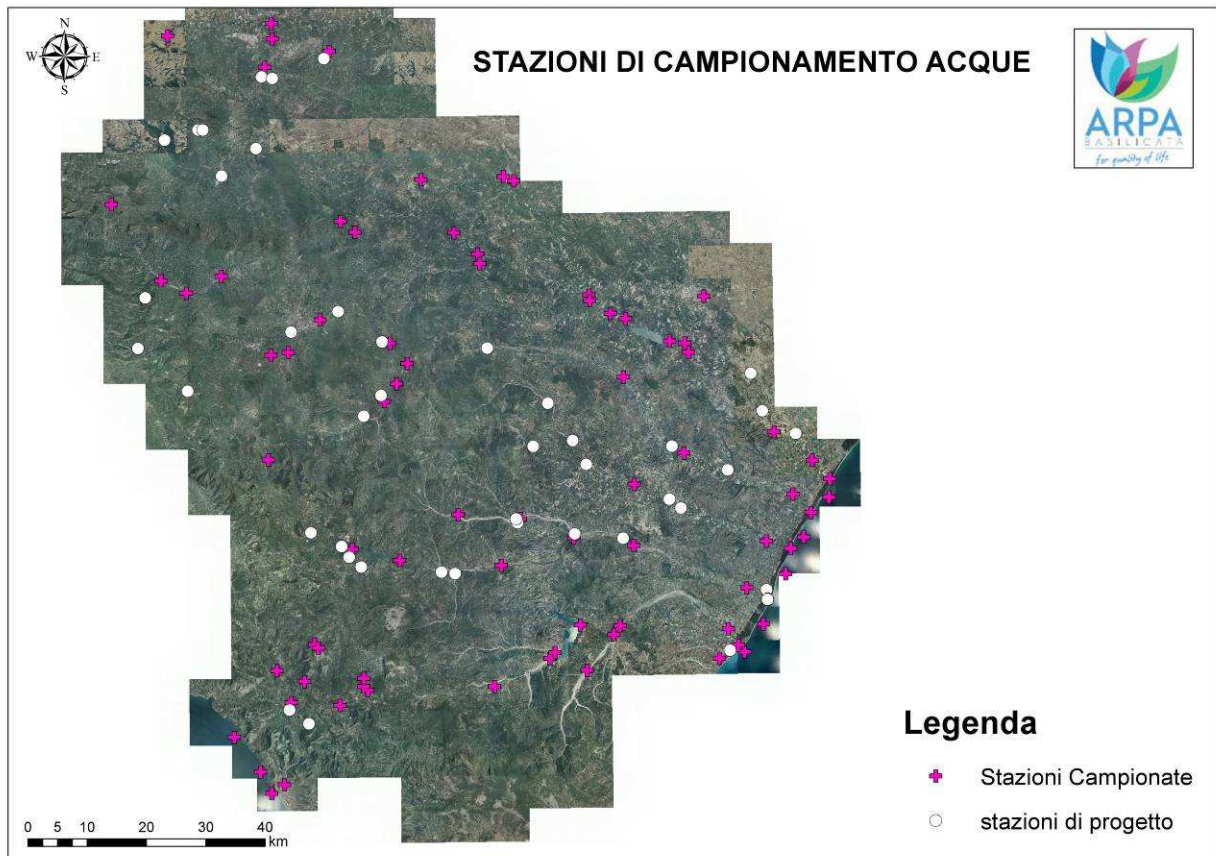 N
W E
S
STAZIONI DI CAMPIONAMENTO ACQUE
ARPA
BASILICATA
for quality of life
Legenda
Stazioni Campionate
stazioni di progetto
0 5 10 20 30 40
km